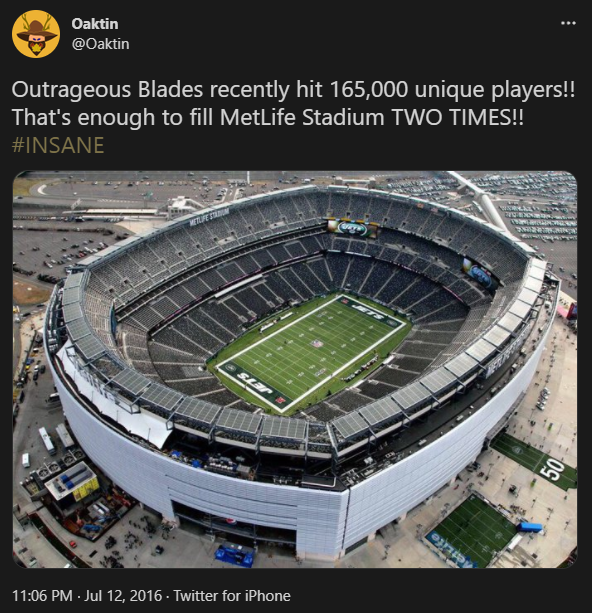 Oaktin
@Oaktin
Outrageous Blades recently hit 165,000 unique players!!
That's enough to fill MetLife Stadium TWO TIMES!!
#INSANE
METLIFE STADIUM
JETS
JETS
50
11:06 PM · Jul 12, 2016 · Twitter for iPhone